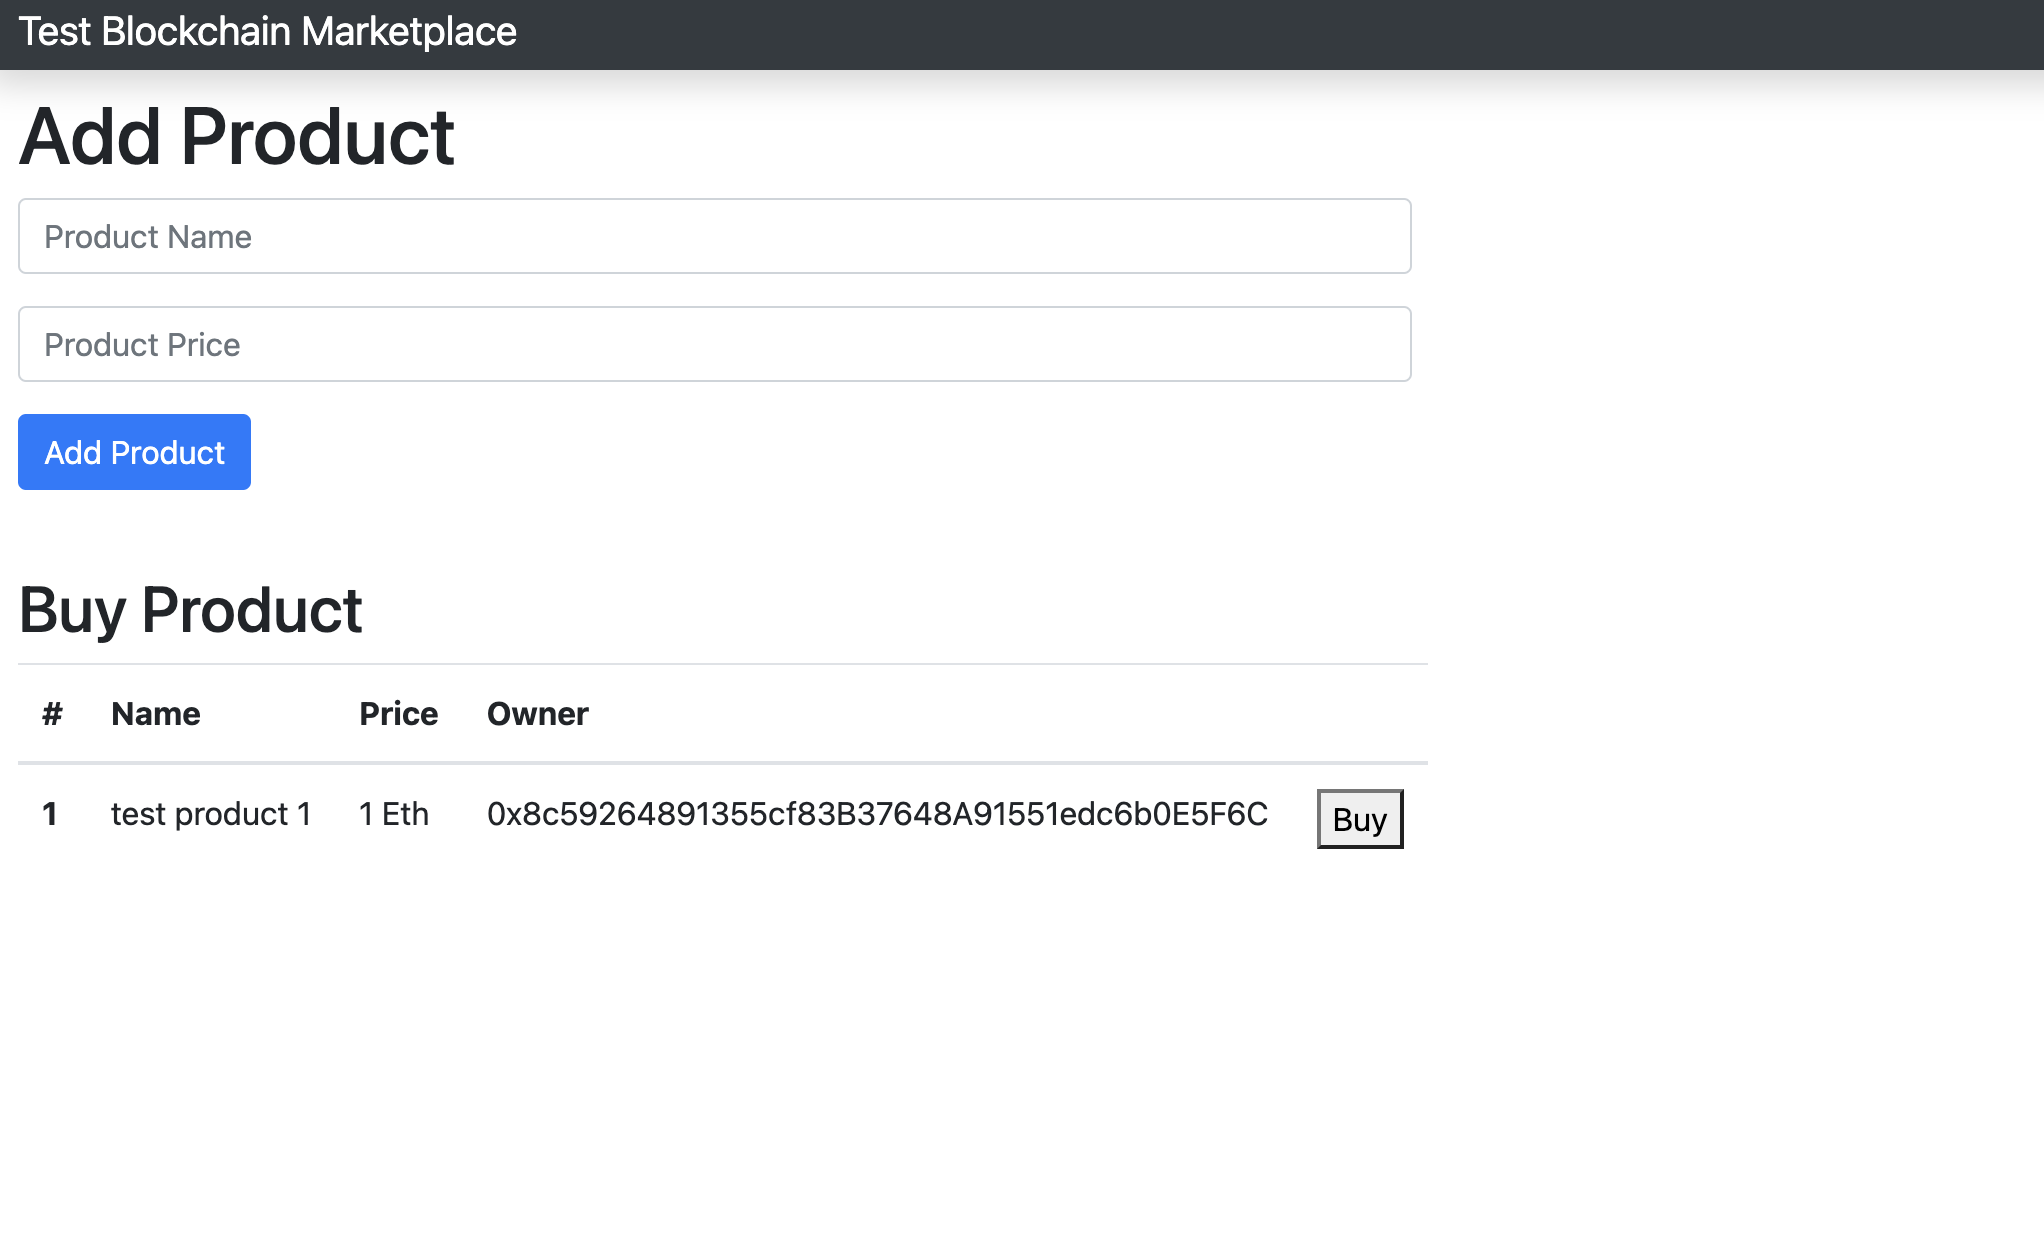 Test Blockchain Marketplace
Add Product
Product Name
Product Price
Add Product
Buy Product
# Name Price Owner
1 test product 1 1 Eth 0x8c59264891355cf83B37648A91551edc6b0E5F6C Buy